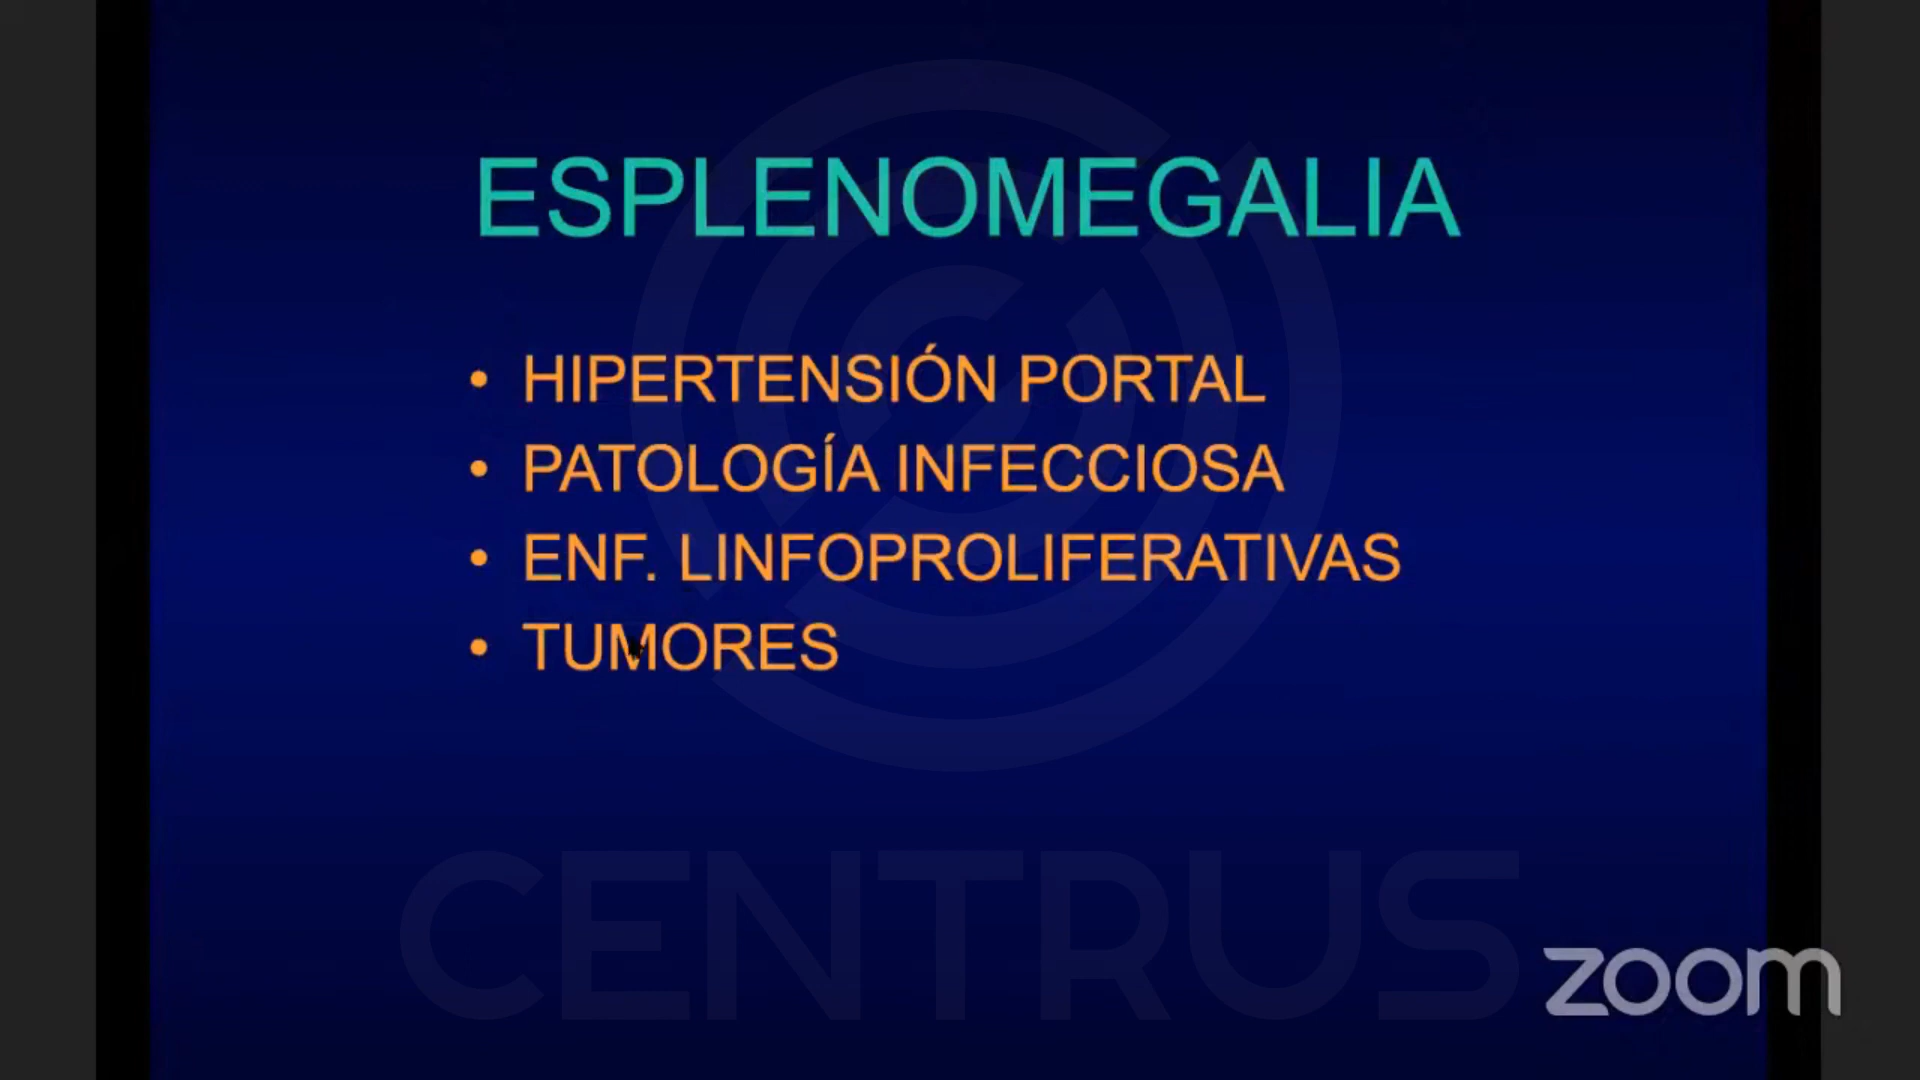 ESPLENOMEGALIA
• HIPERTENSIÓN PORTAL
• PATOLOGÍA INFECCIOSA
• ENF. LINFOPROLIFERATIVAS
• TUMORES
CENTRUS
zoom